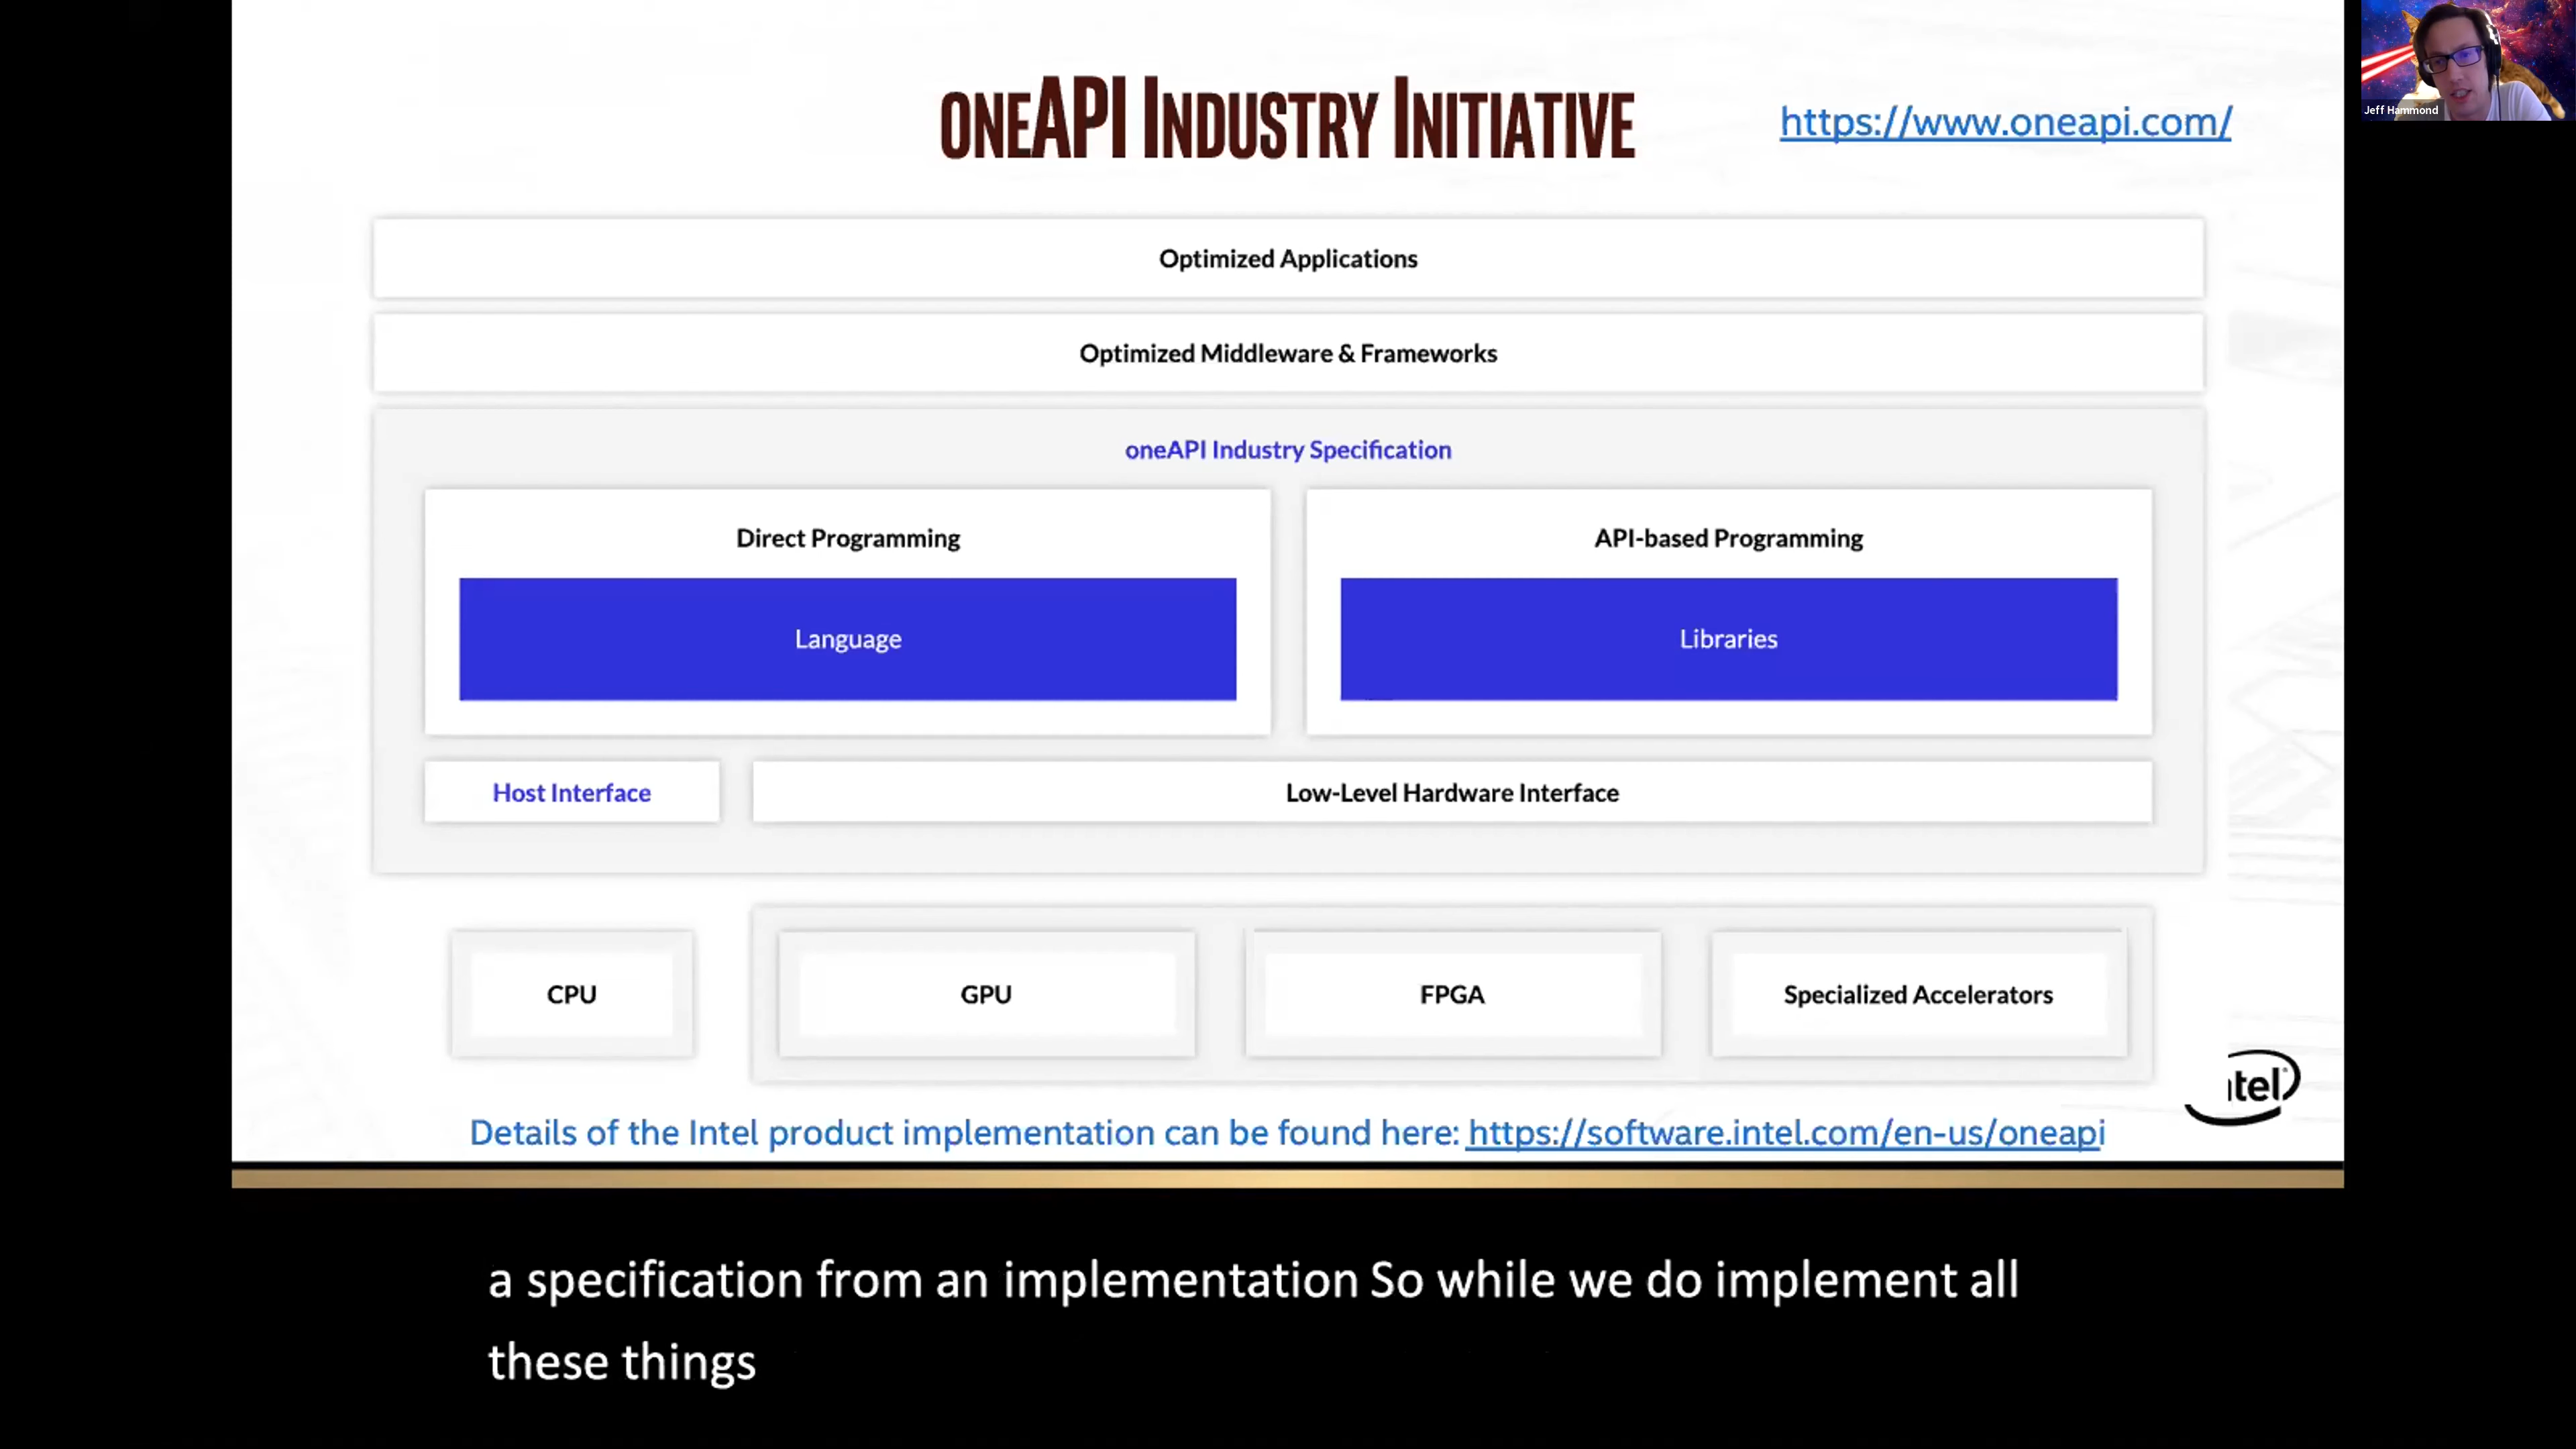 oneAPI Industry Initiative
https://www.oneapi.com/
Jeff Hammond
Optimized Applications
Optimized Middleware & Frameworks
oneAPI Industry Specification
Direct Programming
API-based Programming
Language
Libraries
Host Interface
Low-Level Hardware Interface
CPU
GPU
FPGA
Specialized Accelerators
ntel
Details of the Intel product implementation can be found here: https://software.intel.com/en-us/oneapi
a specification from an implementation So while we do implement all
these things